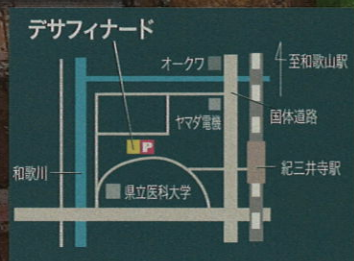 デサフィナード
オークワ
至和歌山駅
ヤマダ電機
国体道路
P
和歌川
紀三井寺駅
県立医科大学